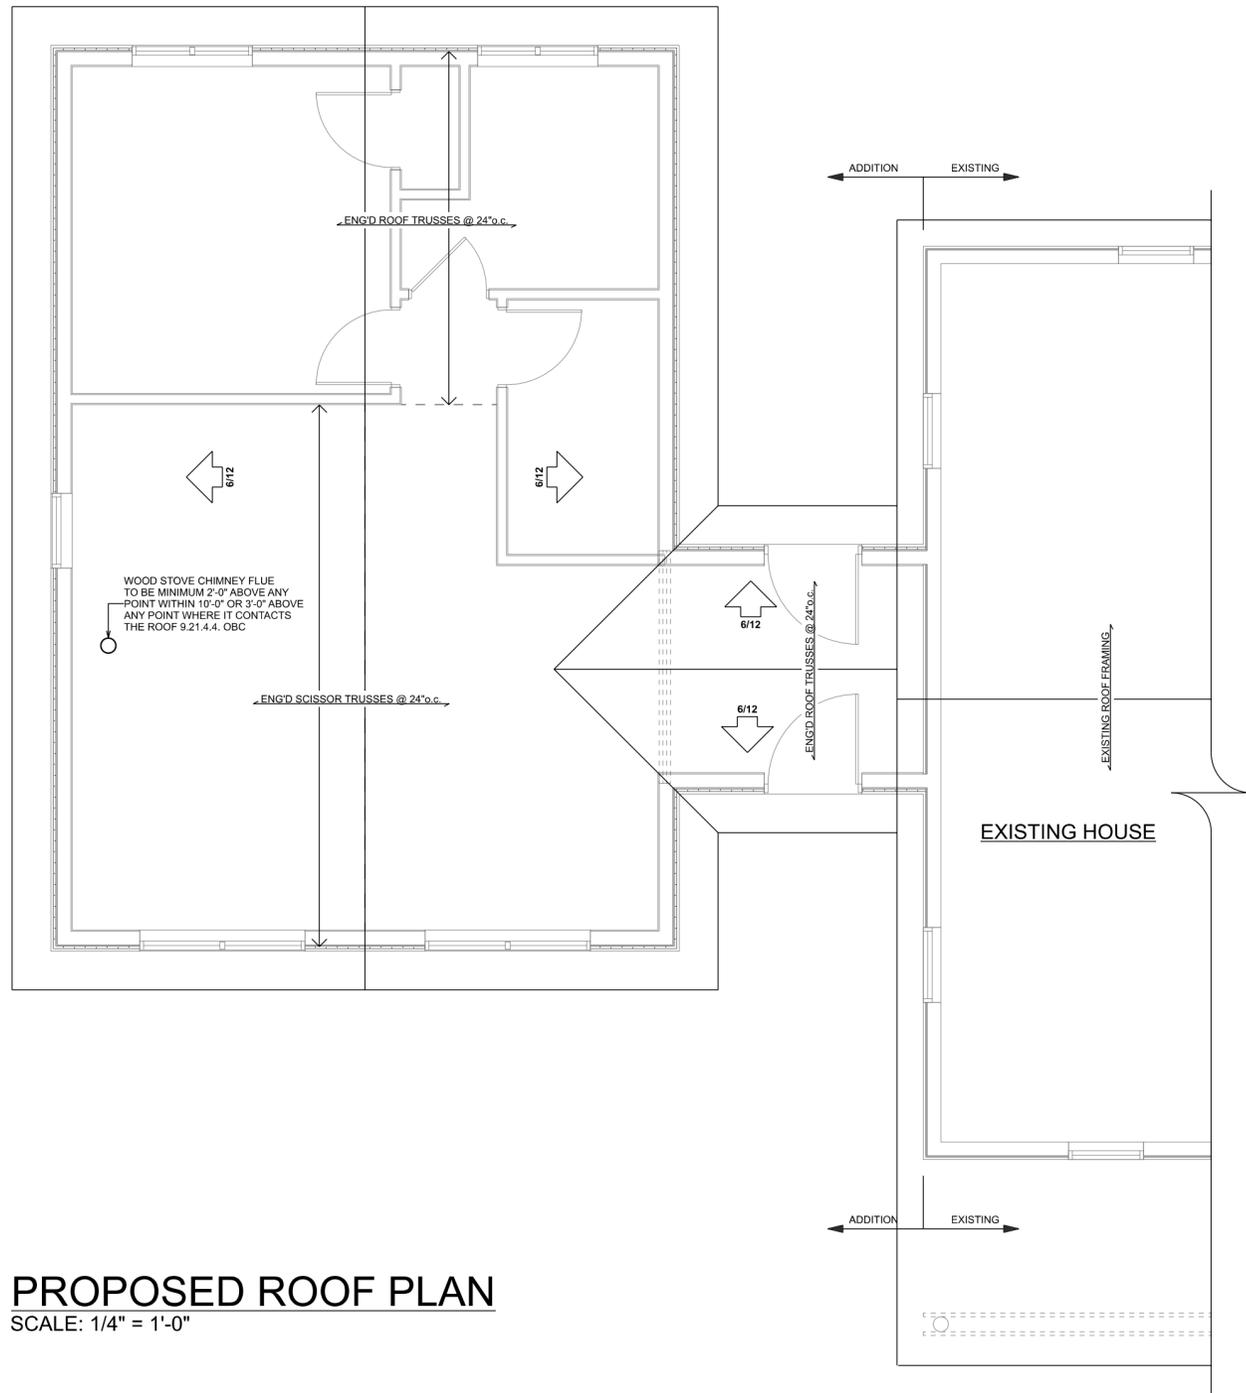 ADDITION
EXISTING
ENG'D ROOF TRUSSES @ 24"o.c.
6/12
6/12
WOOD STOVE CHIMNEY FLUE
TO BE MINIMUM 2'-0" ABOVE ANY
POINT WITHIN 10'-0" OR 3'-0" ABOVE
ANY POINT WHERE IT CONTACTS
THE ROOF 9.21.4.4. OBC
6/12
ENG'D ROOF TRUSSES @ 24"o.c.
EXISTING ROOF FRAMING
ENG'D SCISSOR TRUSSES @ 24"o.c.
6/12
EXISTING HOUSE
ADDITION
EXISTING
PROPOSED ROOF PLAN
SCALE: 1/4" = 1'-0"